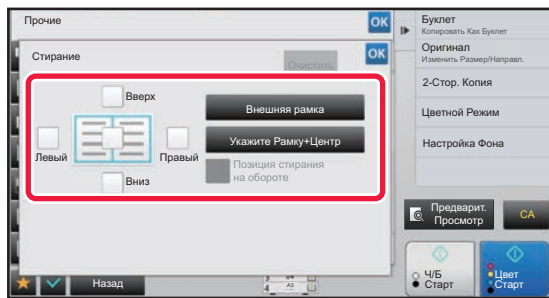 Прочие
OK
Стирание
Очистить
OK
Вверх
Левый
Правый
Вниз
Внешняя рамка
Укажите Рамку+Центр
Позиция стирания
на обороте
Назад
Буклет
Копировать Как Буклет
Оригинал
Изменить Размер/Направл.
2-Стор. Копия
Цветной Режим
Настройка Фона
Предварит.
Просмотр
CA
Ч/Б
Старт
Цвет
Старт